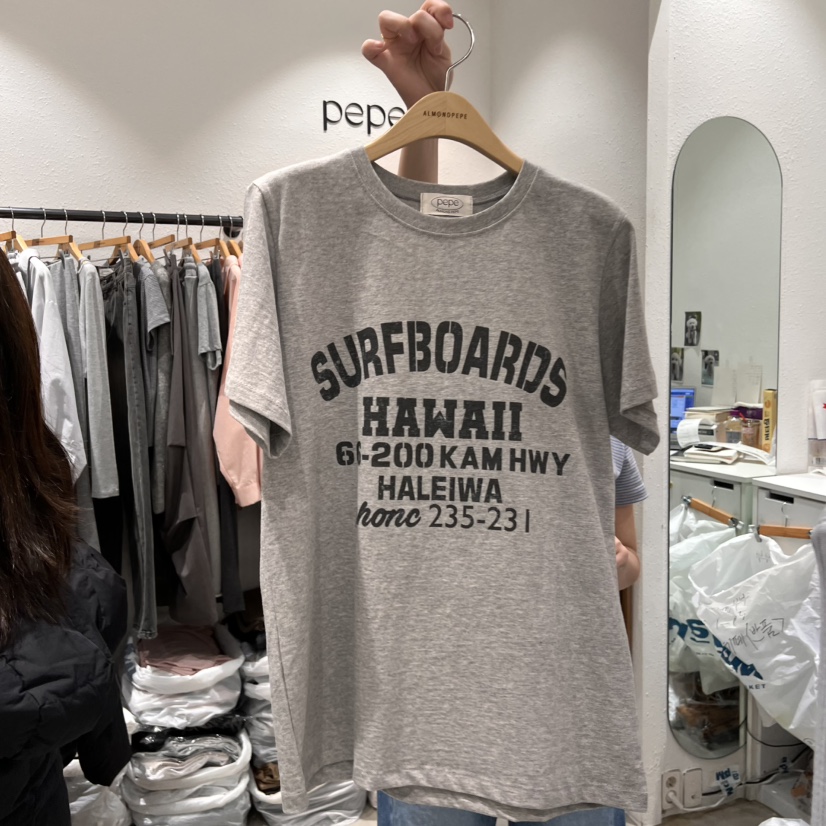 pepe
ALMONDPEPE
pepe
SURFBOARDS
HAWAII
66-200 KAM HWY
HALEIWA
phone 235-231